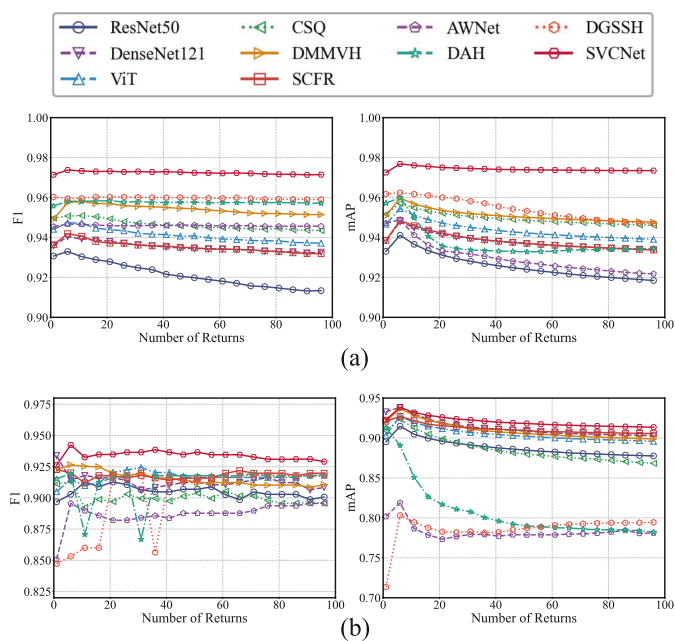 ResNet50 CSQ AWNet DGSSH
DenseNet121 DMMVH DAH SVCNet
ViT SCFR
1.00 1.00
0.98 0.98
0.96 0.96
F1 mAP
0.94 0.94
0.92 0.92
0.90 0.90
0 20 40 60 80 100 0 20 40 60 80 100
Number of Returns Number of Returns
(a)
0.975 0.95
0.950 0.90
0.925 0.85
F1 mAP
0.900 0.80
0.875
0.850 0.75
0.825 0.70
0 20 40 60 80 100 0 20 40 60 80 100
Number of Returns Number of Returns
(b)